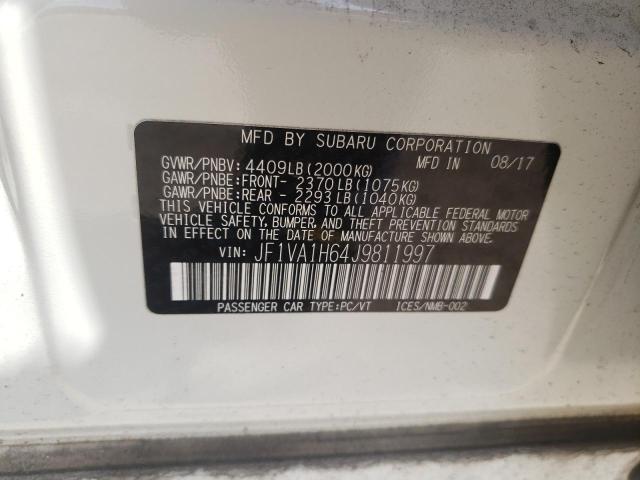 MFD BY SUBARU CORPORATION
GVWR/PNBV: 4409LB(2000KG) MFD IN 08/17
GAWR/PNBE:FRONT- 2370LB(1075KG)
GAWR/PNBE:REAR - 2293LB(1040KG)
THIS VEHICLE CONFORMS TO ALL APPLICABLE FEDERAL MOTOR
VEHICLE SAFETY, BUMPER, AND THEFT PREVENTION STANDARDS
IN EFFECT ON THE DATE OF MANUFACTURE SHOWN ABOVE.
VIN: JF1VA1H64J9811997
PASSENGER CAR TYPE:PC/VT ICES/NMB-002